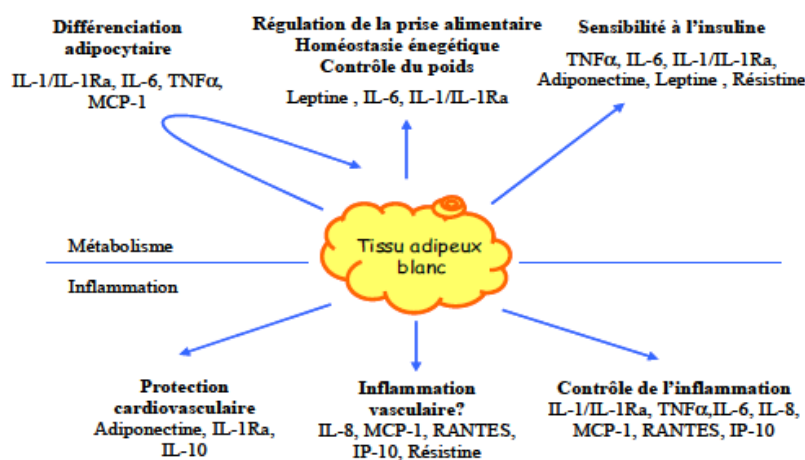 Différenciation
adipocytaire
IL-1/IL-1Ra, IL-6, TNFα,
MCP-1
Régulation de la prise alimentaire
Homéostasie énegétique
Contrôle du poids
Leptine , IL-6, IL-1/IL-1Ra
Sensibilité à l'insuline
TNFα, IL-6, IL-1/IL-1Ra,
Adiponectine, Leptine , Résistine
Métabolisme
Tissu adipeux
blanc
Inflammation
Protection
cardiovasculaire
Adiponectine, IL-1Ra,
IL-10
Inflammation
vasculaire?
IL-8, MCP-1, RANTES,
IP-10, Résistine
Contrôle de l'inflammation
IL-1/IL-1Ra, TNFα,IL-6, IL-8,
MCP-1, RANTES, IP-10